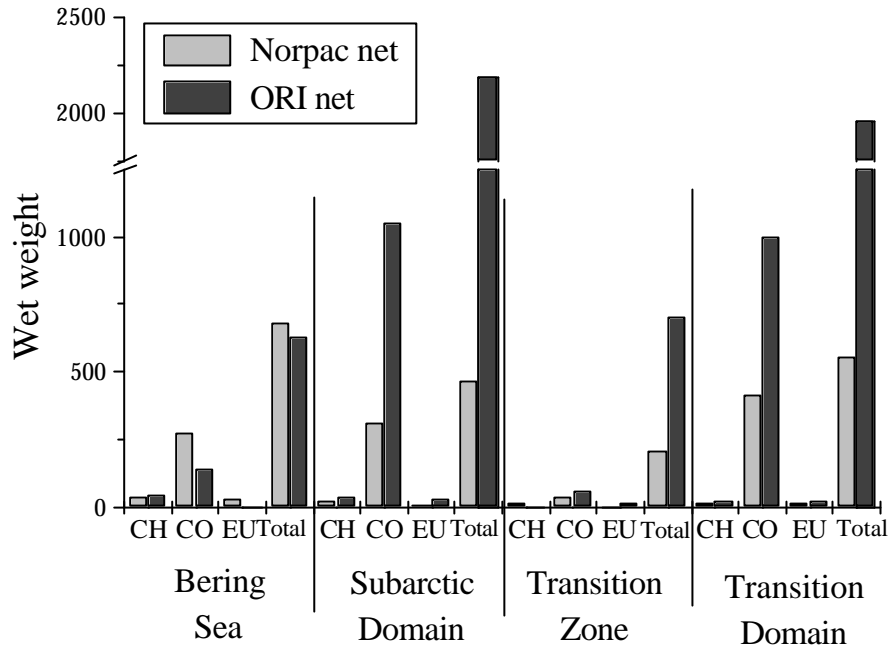 2500
2000
1000
500
0
Wet weight
Norpac net
ORI net
CH CO EU Total CH CO EU Total CH CO EU Total CH CO EU Total
Bering Sea
Subarctic Domain
Transition Zone
Transition Domain